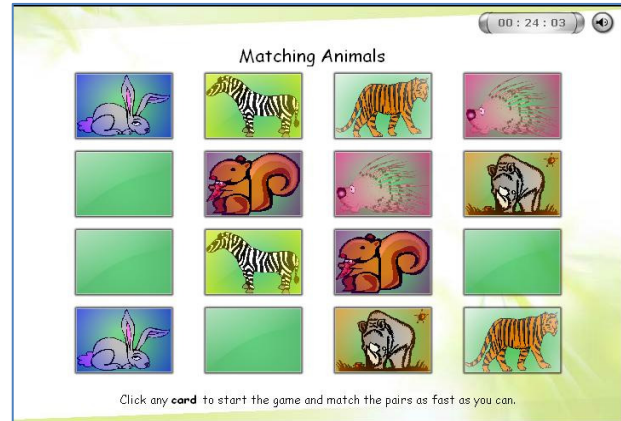 00 : 24 : 03
Matching Animals
Click any card to start the game and match the pairs as fast as you can.